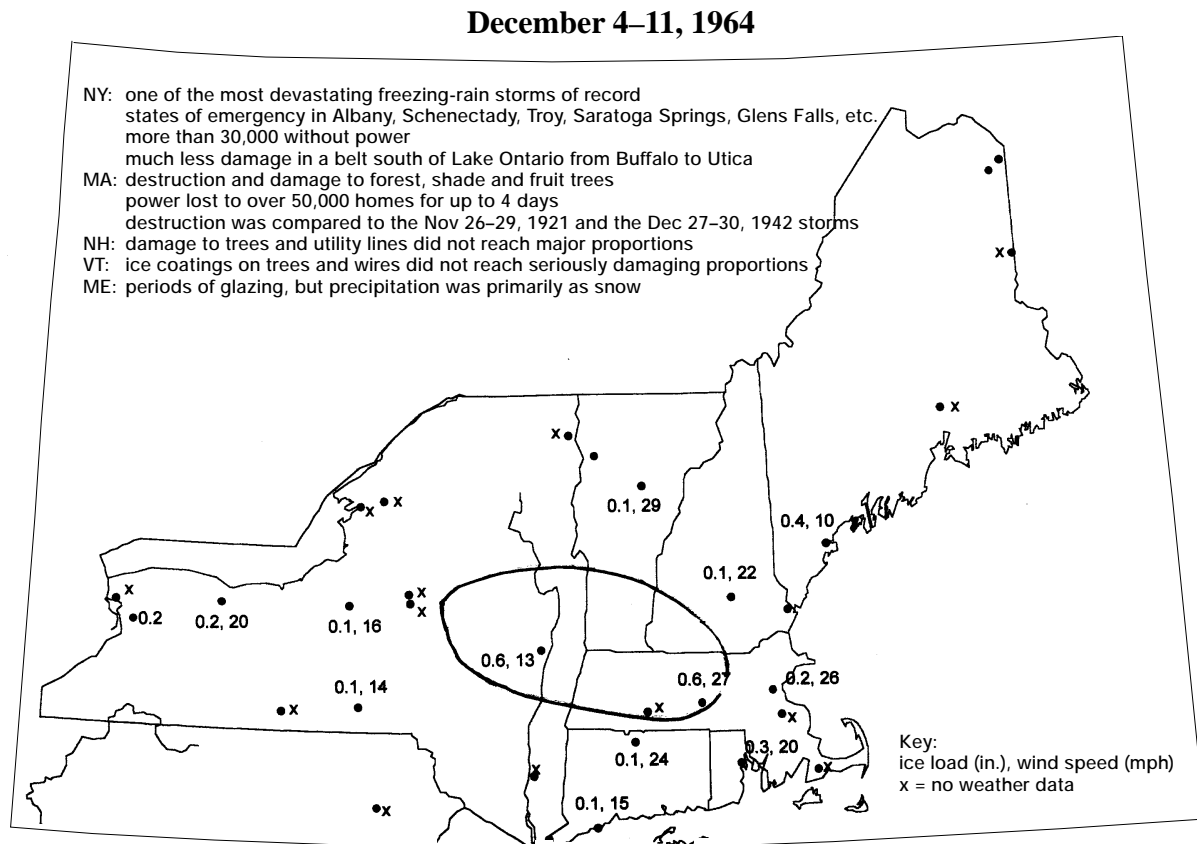 December 4–11, 1964
NY: one of the most devastating freezing-rain storms of record
states of emergency in Albany, Schenectady, Troy, Saratoga Springs, Glens Falls, etc.
more than 30,000 without power
much less damage in a belt south of Lake Ontario from Buffalo to Utica
MA: destruction and damage to forest, shade and fruit trees
power lost to over 50,000 homes for up to 4 days
destruction was compared to the Nov 26–29, 1921 and the Dec 27–30, 1942 storms
NH: damage to trees and utility lines did not reach major proportions
VT: ice coatings on trees and wires did not reach seriously damaging proportions
ME: periods of glazing, but precipitation was primarily as snow
x
x
x
0.1, 29
x
x
0.4, 10
0.1, 22
x
x
x
0.2
0.2, 20
0.1, 16
0.6, 13
0.6, 27
0.2, 26
0.1, 14
x
x
x
0.3, 20
0.1, 24
x
x
0.1, 15
x
Key:
ice load (in.), wind speed (mph)
x = no weather data